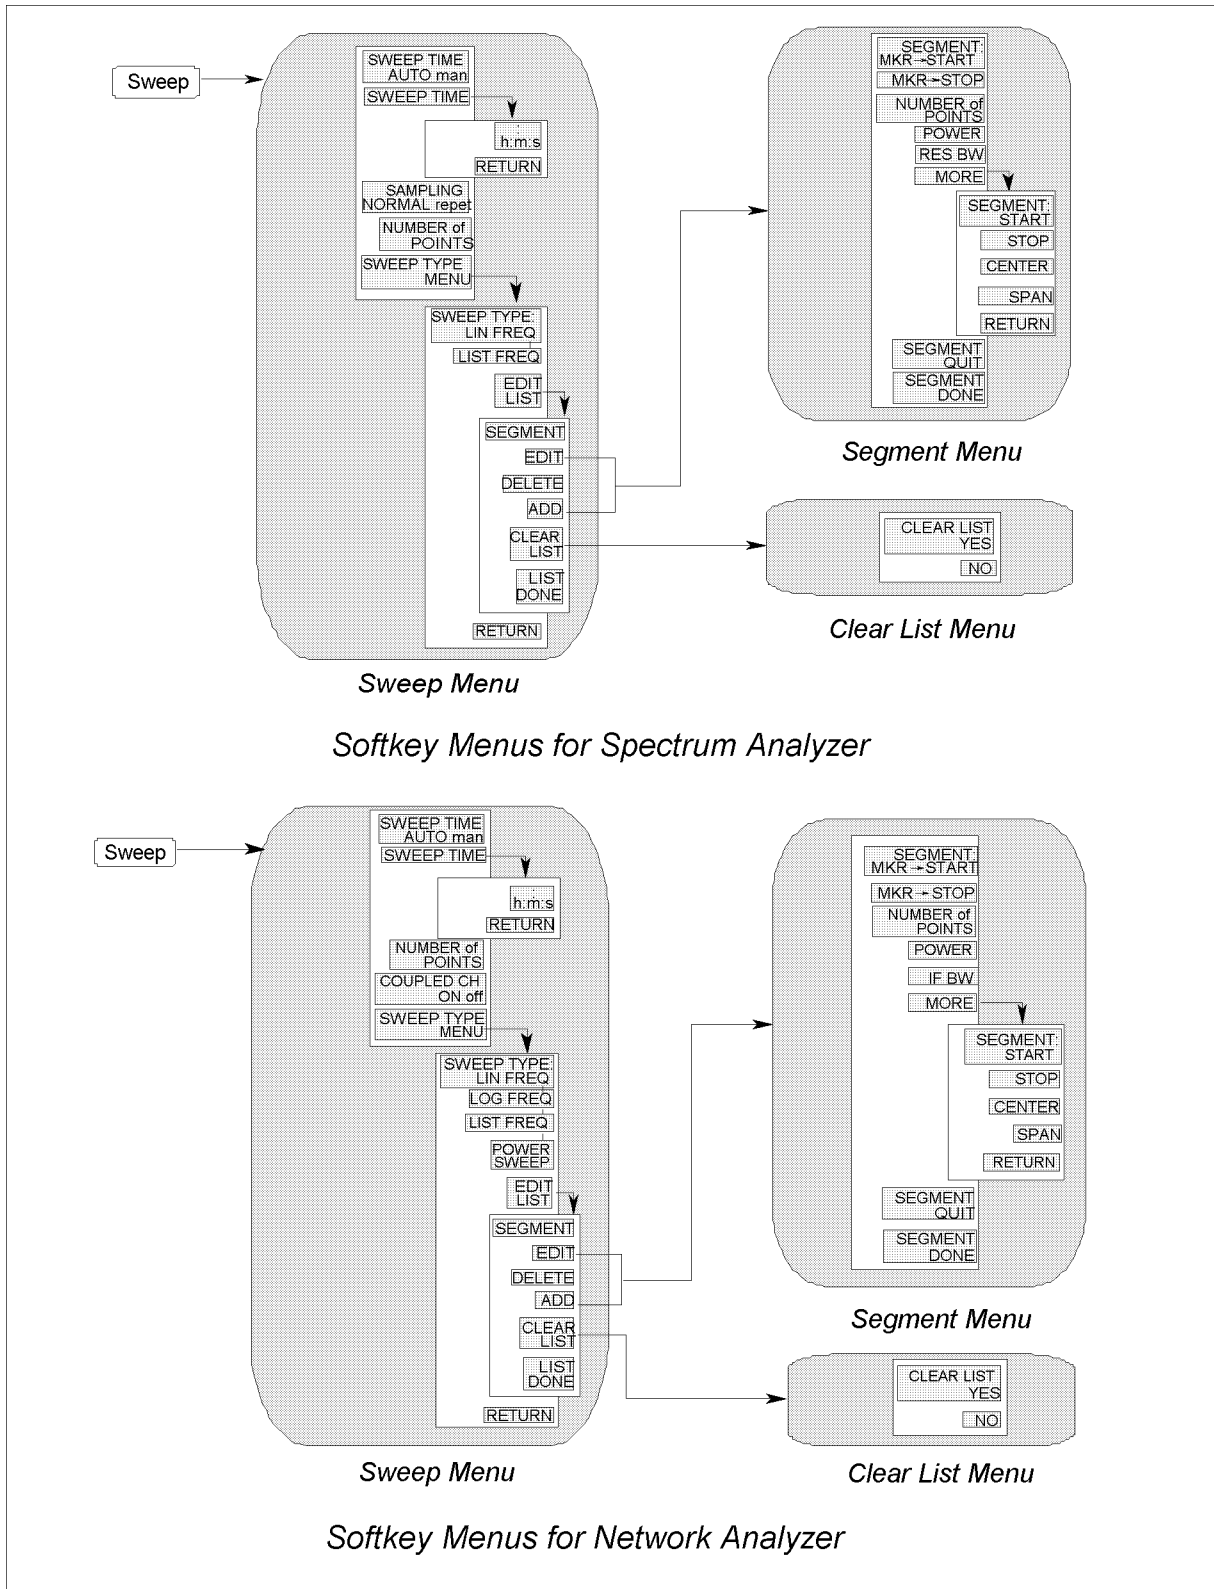 Sweep
SWEEP TIME
AUTO man
SWEEP TIME
:
h:m:s
RETURN
SAMPLING
NORMAL repet
NUMBER of
POINTS
SWEEP TYPE
MENU
SWEEP TYPE:
LIN FREQ
LIST FREQ
EDIT
LIST
SEGMENT
EDIT
DELETE
ADD
CLEAR
LIST
LIST
DONE
RETURN
Sweep Menu
SEGMENT:
MKR→START
MKR→STOP
NUMBER of
POINTS
POWER
RES BW
MORE
SEGMENT:
START
STOP
CENTER
SPAN
RETURN
SEGMENT
QUIT
SEGMENT
DONE
Segment Menu
CLEAR LIST
YES
NO
Clear List Menu
Softkey Menus for Spectrum Analyzer
Sweep
SWEEP TIME
AUTO man
SWEEP TIME
:
h:m:s
RETURN
NUMBER of
POINTS
COUPLED CH
ON off
SWEEP TYPE
MENU
SWEEP TYPE:
LIN FREQ
LOG FREQ
LIST FREQ
POWER
SWEEP
EDIT
LIST
SEGMENT
EDIT
DELETE
ADD
CLEAR
LIST
LIST
DONE
RETURN
Sweep Menu
SEGMENT:
MKR→START
MKR→STOP
NUMBER of
POINTS
POWER
IF BW
MORE
SEGMENT:
START
STOP
CENTER
SPAN
RETURN
SEGMENT
QUIT
SEGMENT
DONE
Segment Menu
CLEAR LIST
YES
NO
Clear List Menu
Softkey Menus for Network Analyzer